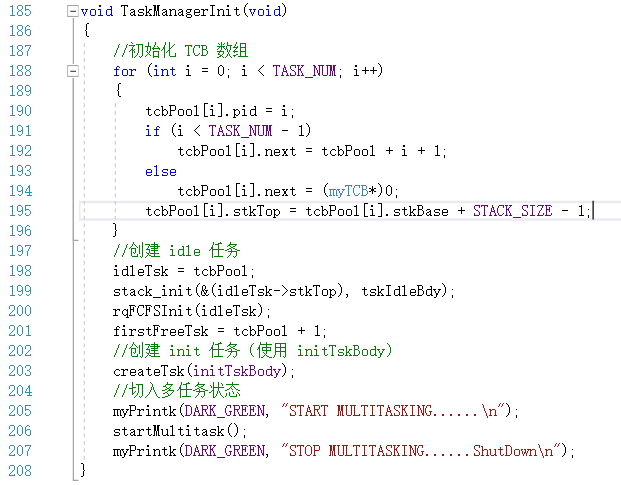 185 void TaskManagerInit(void)
186 {
187 //初始化 TCB 数组
188 for (int i = 0; i < TASK_NUM; i++)
189 {
190 tcbPool[i].pid = i;
191 if (i < TASK_NUM - 1)
192 tcbPool[i].next = tcbPool + i + 1;
193 else
194 tcbPool[i].next = (myTCB*)0;
195 tcbPool[i].stkTop = tcbPool[i].stkBase + STACK_SIZE - 1;
196 }
197 //创建 idle 任务
198 idleTsk = tcbPool;
199 stack_init(&(idleTsk->stkTop), tskIdleBdy);
200 rqFCFSInit(idleTsk);
201 firstFreeTsk = tcbPool + 1;
202 //创建 init 任务（使用 initTskBody）
203 createTsk(initTskBody);
204 //切入多任务状态
205 myPrintk(DARK_GREEN, "START MULTITASKING......\n");
206 startMultitask();
207 myPrintk(DARK_GREEN, "STOP MULTITASKING......ShutDown\n");
208 }